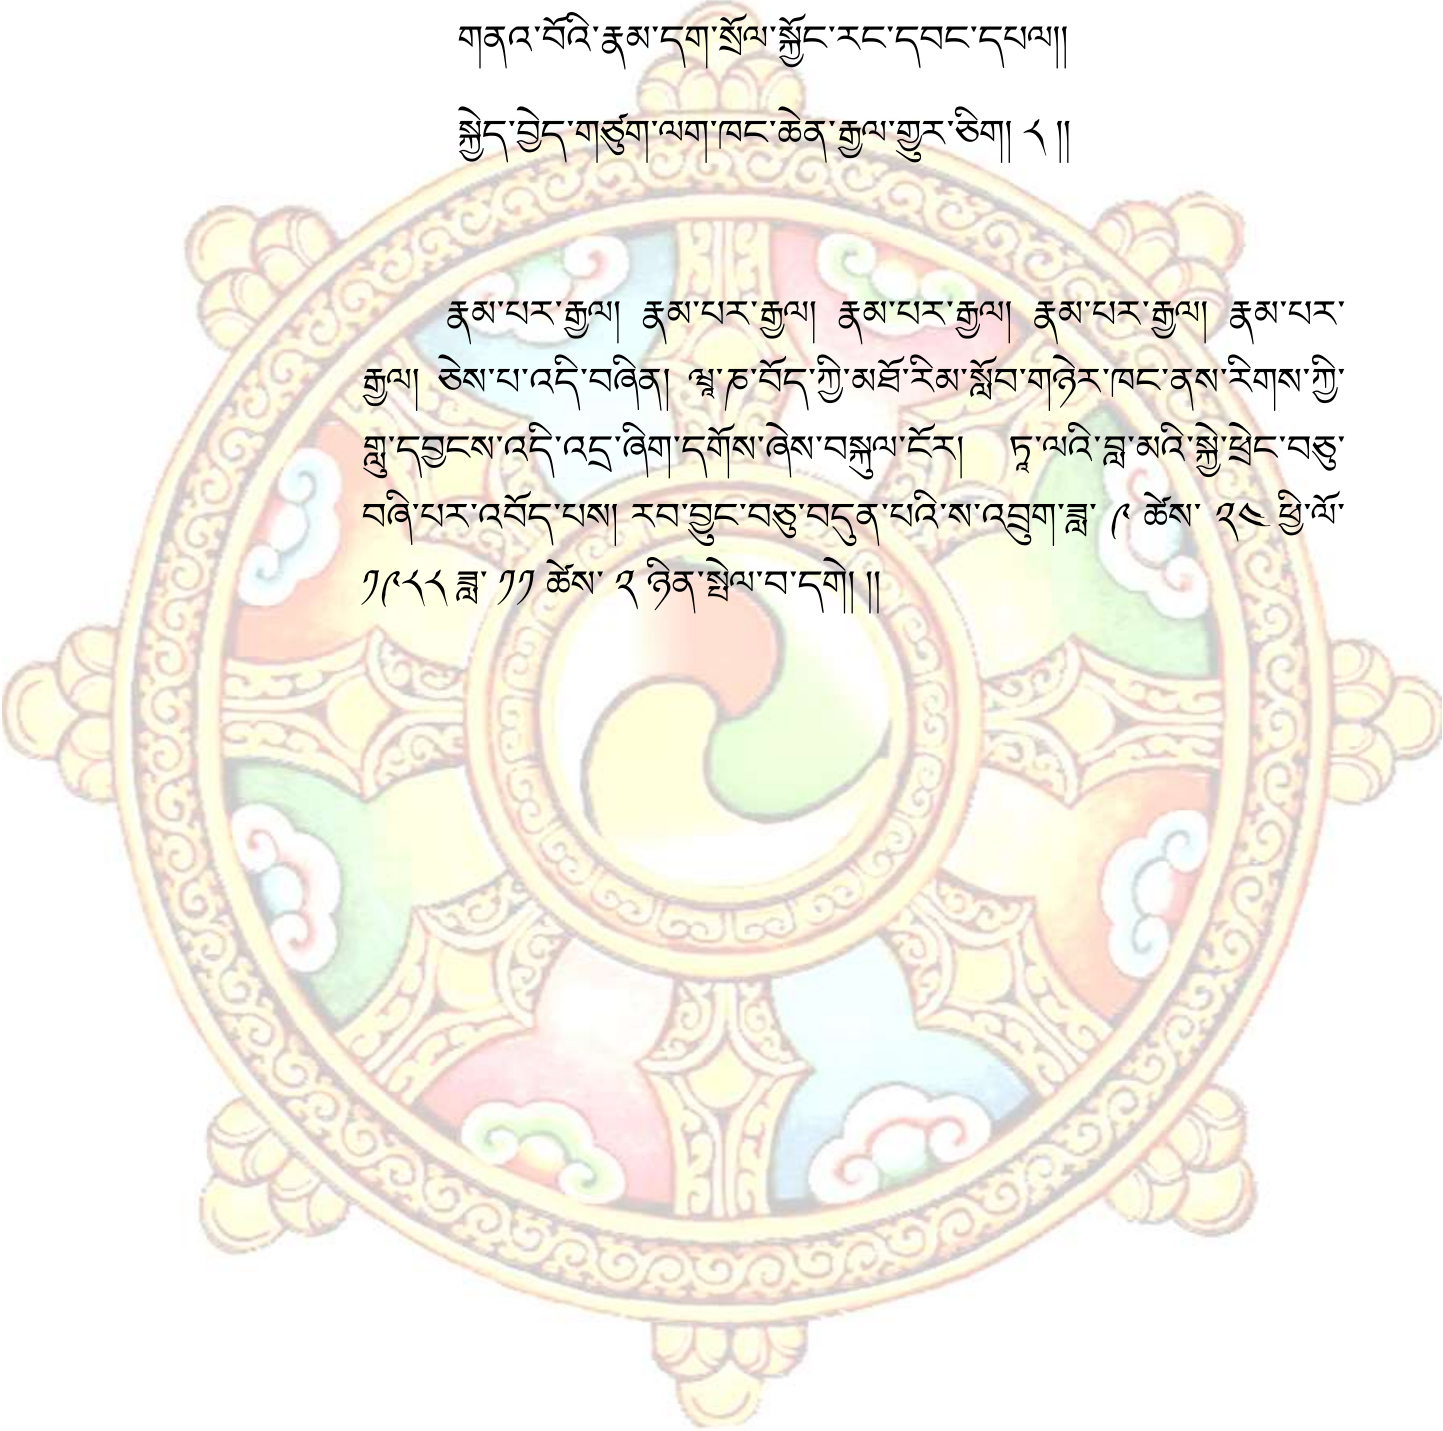 གནའ་བོའི་རྣམ་དག་སྲོལ་སྐྱོང་རང་དབང་དཔལ།།
སྐྱེད་བྱེད་གཙུག་ལག་ཁང་ཆེན་རྒྱལ་གྱུར་ཅིག། ༨ །།
རྣམ་པར་རྒྱལ། རྣམ་པར་རྒྱལ། རྣམ་པར་རྒྱལ། རྣམ་པར་རྒྱལ། རྣམ་པར་
རྒྱལ། ཅེས་པ་འདི་བཞིན། ཝཱ་ཎ་བོད་ཀྱི་མཐོ་རིམ་སློབ་གཉེར་ཁང་ནས་རིགས་ཀྱི་
གླུ་དབྱངས་འདི་འདྲ་ཞིག་དགོས་ཞེས་བསྐུལ་ངོར། ཏཱ་ལའི་བླ་མའི་སྐྱེ་ཕྲེང་བཅུ་
བཞི་པར་འབོད་པས། རབ་བྱུང་བཅུ་བདུན་པའི་ས་འབྲུག་ཟླ་ ༩ ཚེས་ ༢༤ ཕྱི་ལོ་
༡༩༨༨ ཟླ་ ༡༡ ཚེས་ ༢ ཉིན་སྤེལ་བ་དགེ། །།